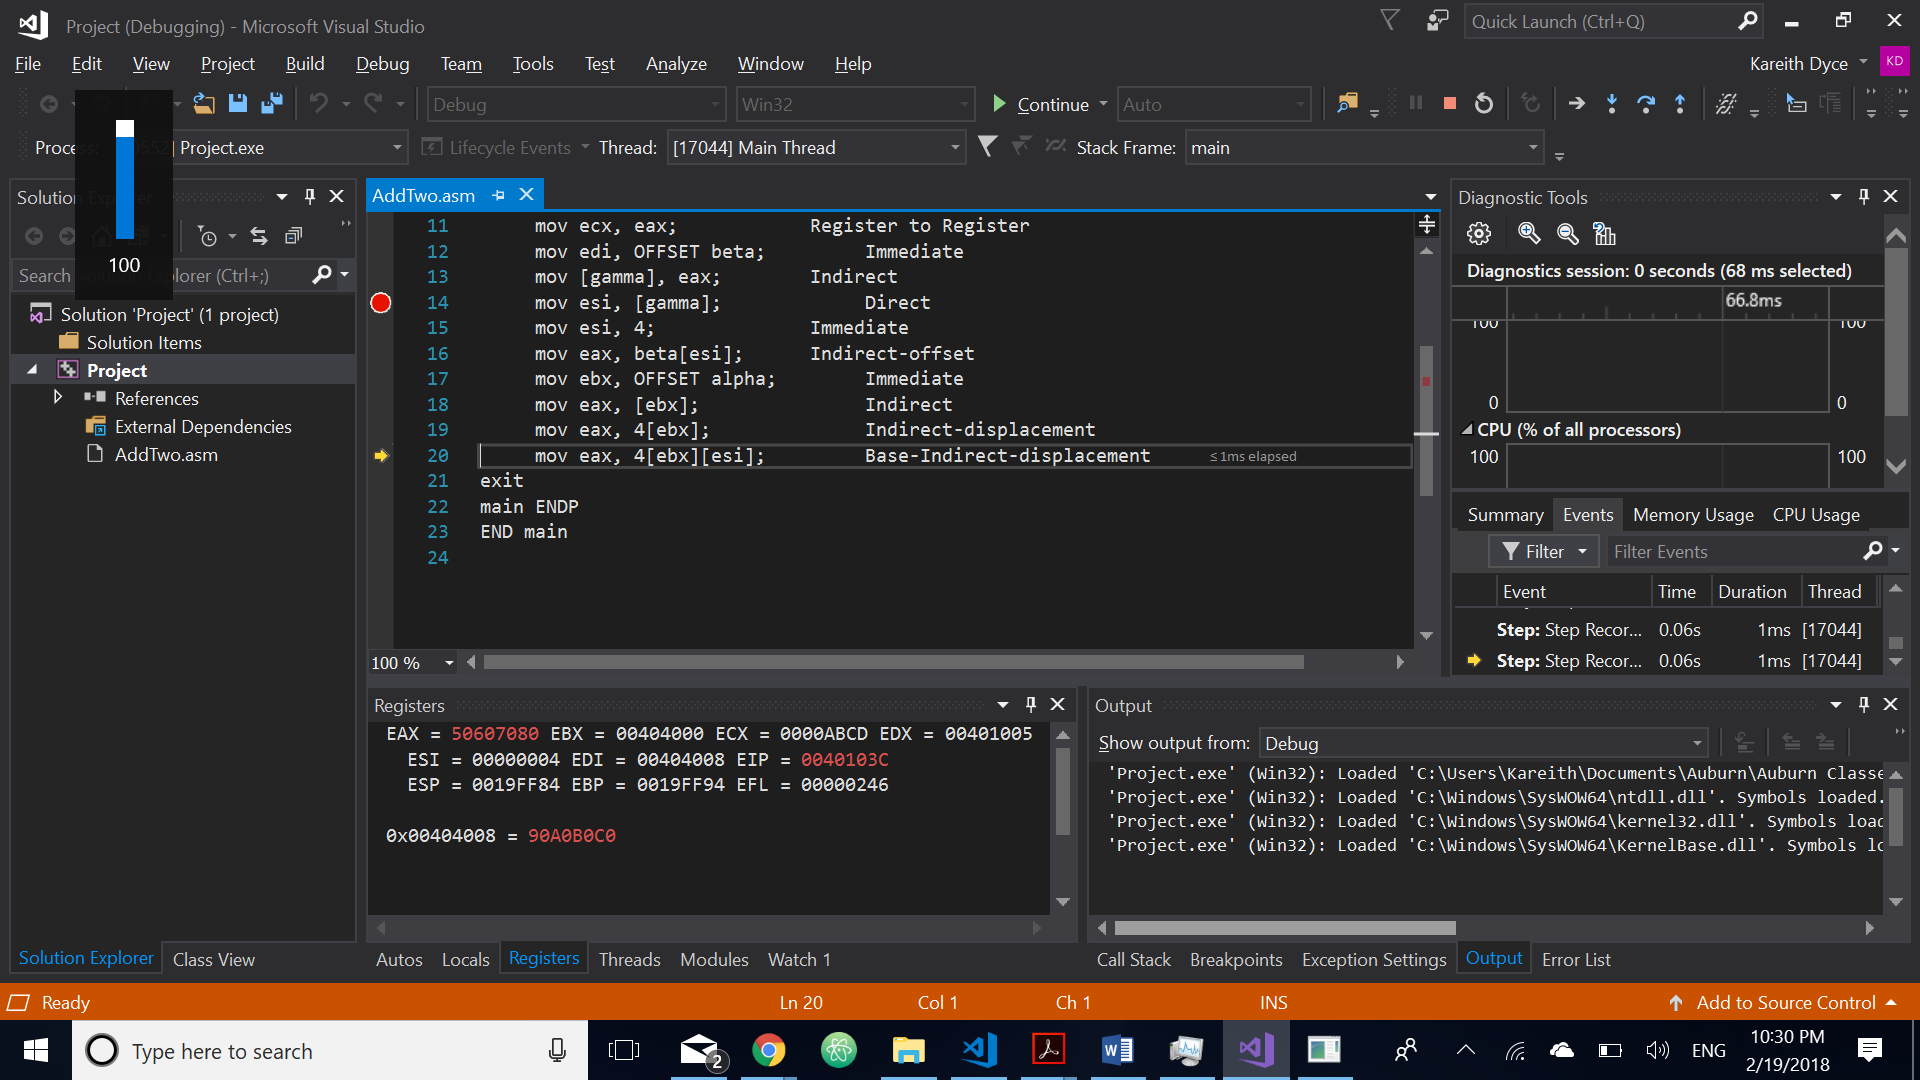 Project (Debugging) - Microsoft Visual Studio
Quick Launch (Ctrl+Q)
File Edit View Project Build Debug Team Tools Test Analyze Window Help
Kareith Dyce KD
Debug Win32 Continue Auto
Project.exe Lifecycle Events Thread: [17044] Main Thread Stack Frame: main
Solution
100
Search Explorer (Ctrl+;)
Solution 'Project' (1 project)
Solution Items
Project
References
External Dependencies
AddTwo.asm
Solution Explorer Class View
AddTwo.asm
11 mov ecx, eax; Register to Register
12 mov edi, OFFSET beta; Immediate
13 mov [gamma], eax; Indirect
14 mov esi, [gamma]; Direct
15 mov esi, 4; Immediate
16 mov eax, beta[esi]; Indirect-offset
17 mov ebx, OFFSET alpha; Immediate
18 mov eax, [ebx]; Indirect
19 mov eax, 4[ebx]; Indirect-displacement
20 mov eax, 4[ebx][esi]; Base-Indirect-displacement ≤1ms elapsed
21 exit
22 main ENDP
23 END main
24
100 %
Diagnostic Tools
Diagnostics session: 0 seconds (68 ms selected)
66.8ms
100 100
0 0
CPU (% of all processors)
100 100
Summary Events Memory Usage CPU Usage
Filter Filter Events
Event Time Duration Thread
Step: Step Recor... 0.06s 1ms [17044]
Step: Step Recor... 0.06s 1ms [17044]
Registers
EAX = 50607080 EBX = 00404000 ECX = 0000ABCD EDX = 00401005
ESI = 00000004 EDI = 00404008 EIP = 0040103C
ESP = 0019FF84 EBP = 0019FF94 EFL = 00000246
0x00404008 = 90A0B0C0
Autos Locals Registers Threads Modules Watch 1
Output
Show output from: Debug
'Project.exe' (Win32): Loaded 'C:\Users\Kareith\Documents\Auburn\Auburn Classe
'Project.exe' (Win32): Loaded 'C:\Windows\SysWOW64\ntdll.dll'. Symbols loaded.
'Project.exe' (Win32): Loaded 'C:\Windows\SysWOW64\kernel32.dll'. Symbols load
'Project.exe' (Win32): Loaded 'C:\Windows\SysWOW64\KernelBase.dll'. Symbols lo
Call Stack Breakpoints Exception Settings Output Error List
Ready Ln 20 Col 1 Ch 1 INS Add to Source Control
Type here to search
2
ENG
10:30 PM
2/19/2018